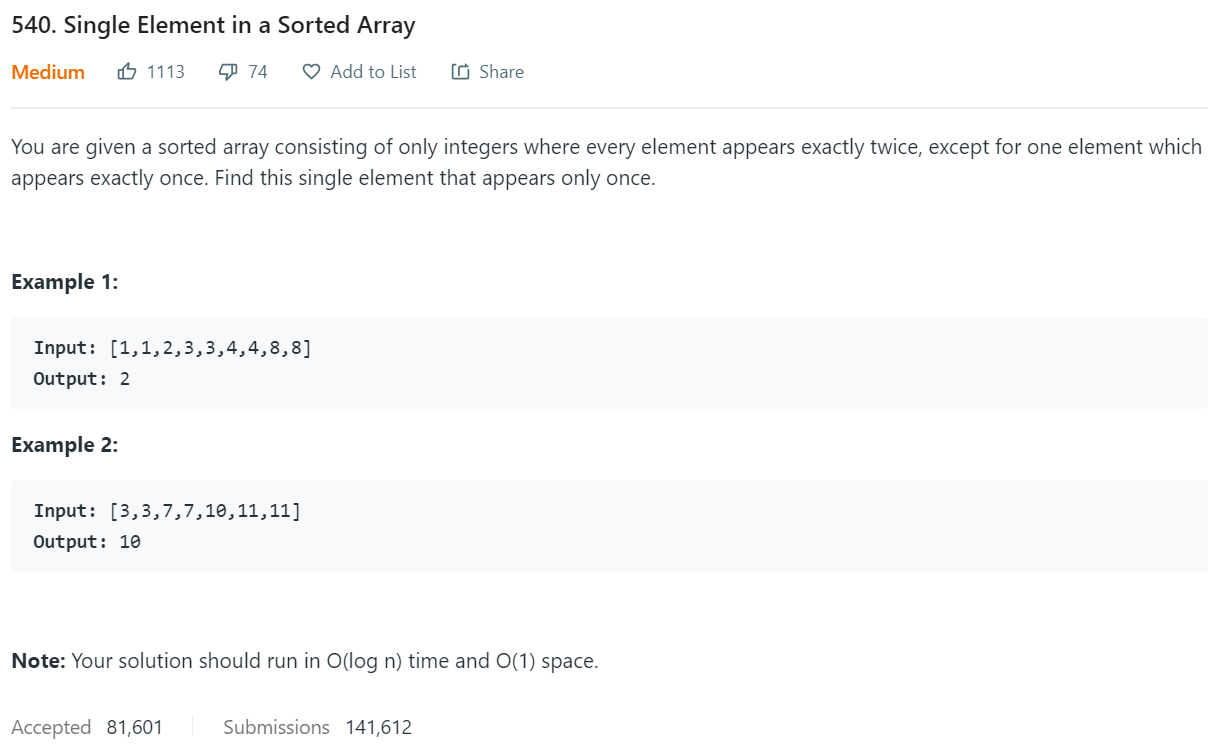 540. Single Element in a Sorted Array
Medium 1113 74 Add to List Share
You are given a sorted array consisting of only integers where every element appears exactly twice, except for one element which
appears exactly once. Find this single element that appears only once.
Example 1:
Input: [1,1,2,3,3,4,4,8,8]
Output: 2
Example 2:
Input: [3,3,7,7,10,11,11]
Output: 10
Note: Your solution should run in O(log n) time and O(1) space.
Accepted 81,601 Submissions 141,612